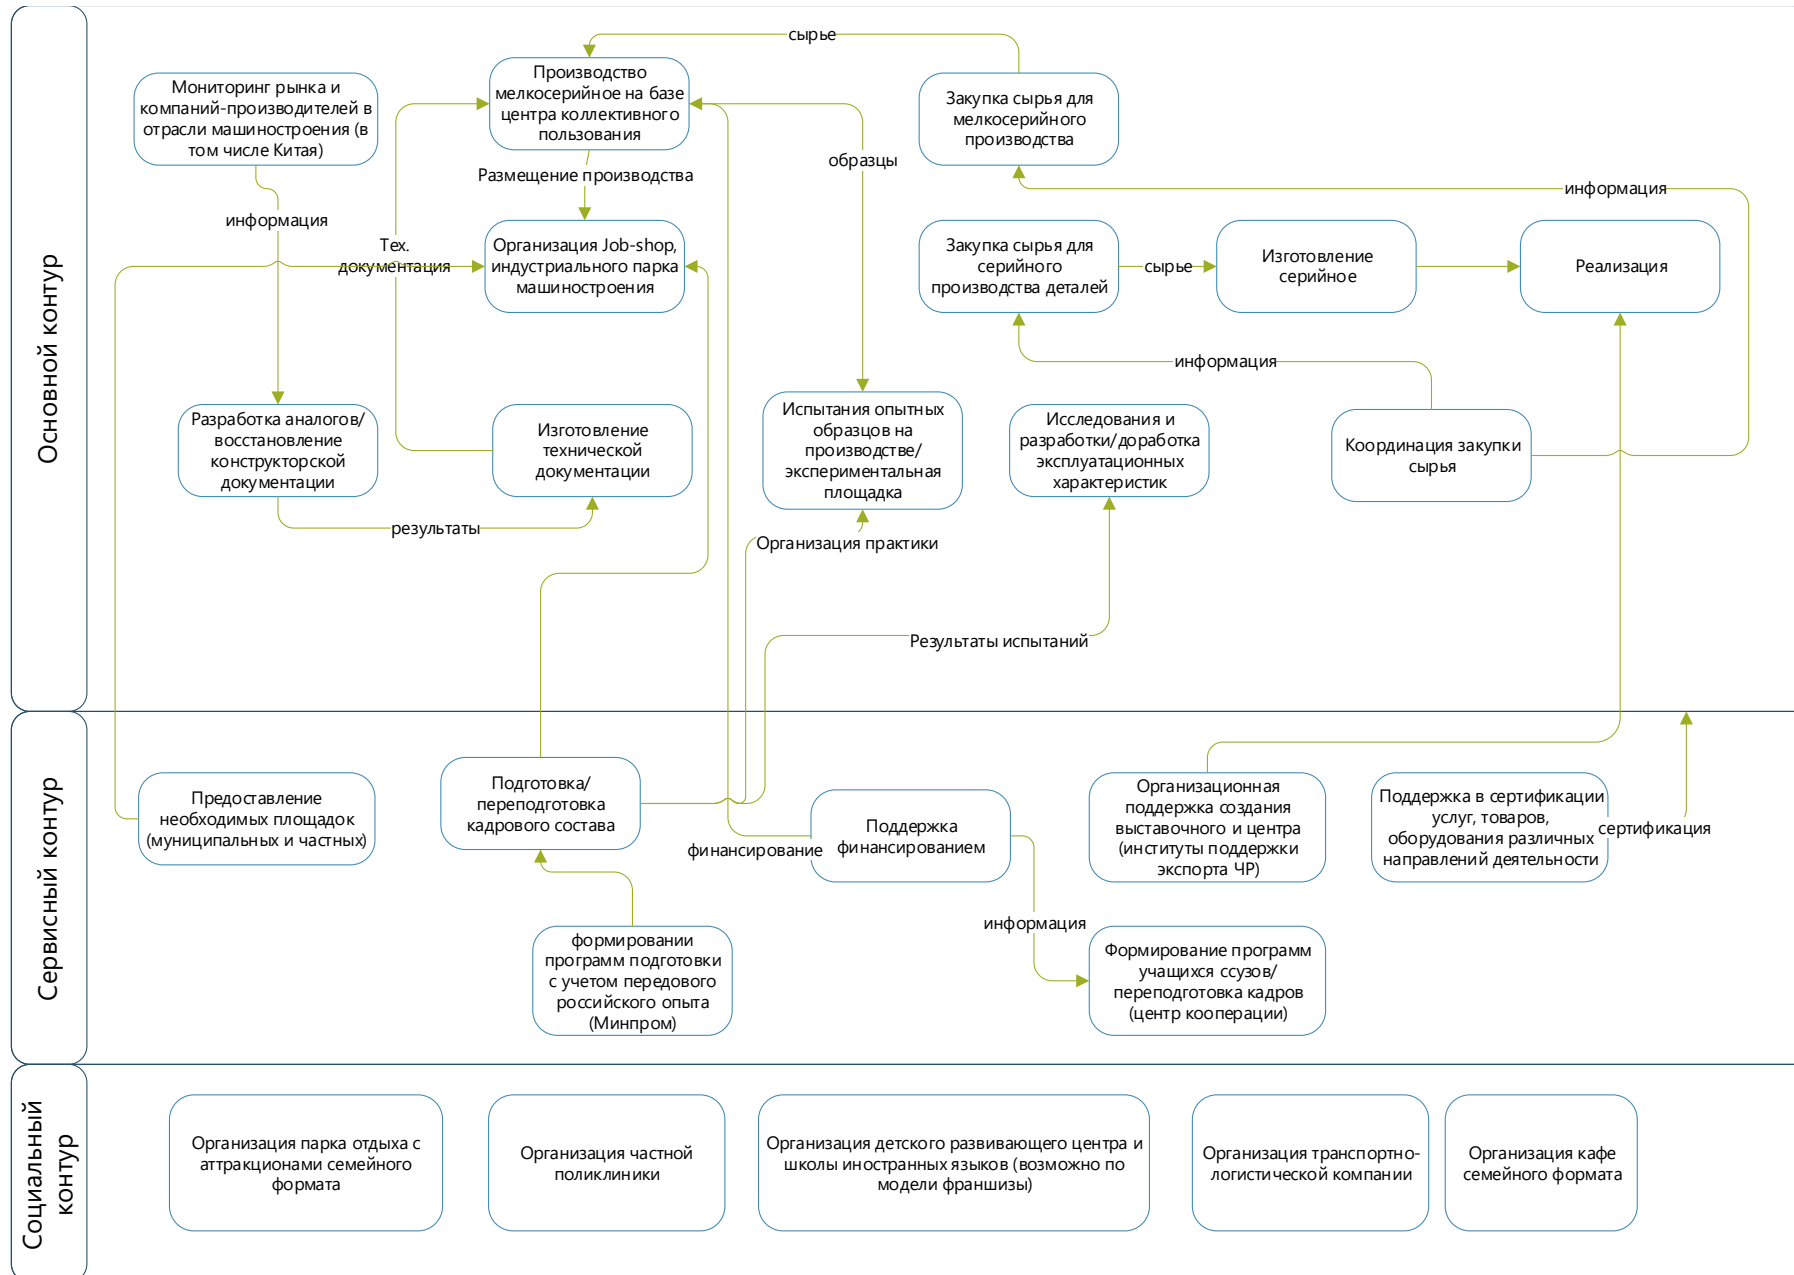 Основной контур
сырье
Мониторинг рынка и
компаний-производителей в
отрасли машиностроения (в
том числе Китая)
Производство
мелкосерийное на базе
центра коллективного
пользования
Закупка сырья для
мелкосерийного
производства
образцы
Размещение производства
информация
информация
Тех.
документация
Организация Job-shop,
индустриального парка
машиностроения
Закупка сырья для
серийного
производства деталей
сырье
Изготовление
серийное
Реализация
информация
Разработка аналогов/
восстановление
конструкторской
документации
Изготовление
технической
документации
Испытания опытных
образцов на
производстве/
экспериментальная
площадка
Исследования и
разработки/доработка
эксплуатационных
характеристик
Координация закупки
сырья
результаты
Организация практики
Результаты испытаний
Сервисный контур
Предоставление
необходимых площадок
(муниципальных и частных)
Подготовка/
переподготовка
кадрового состава
финансирование
Поддержка
финансированием
Организационная
поддержка создания
выставочного и центра
(институты поддержки
экспорта ЧР)
Поддержка в сертификации
услуг, товаров,
оборудования различных
направлений деятельности
сертификация
информация
формировании
программ подготовки
с учетом передового
российского опыта
(Минпром)
Формирование программ
учащихся ссузов/
переподготовка кадров
(центр кооперации)
Социальный
контур
Организация парка отдыха с
аттракционами семейного
формата
Организация частной
поликлиники
Организация детского развивающего центра и
школы иностранных языков (возможно по
модели франшизы)
Организация транспортно-
логистической компании
Организация кафе
семейного формата